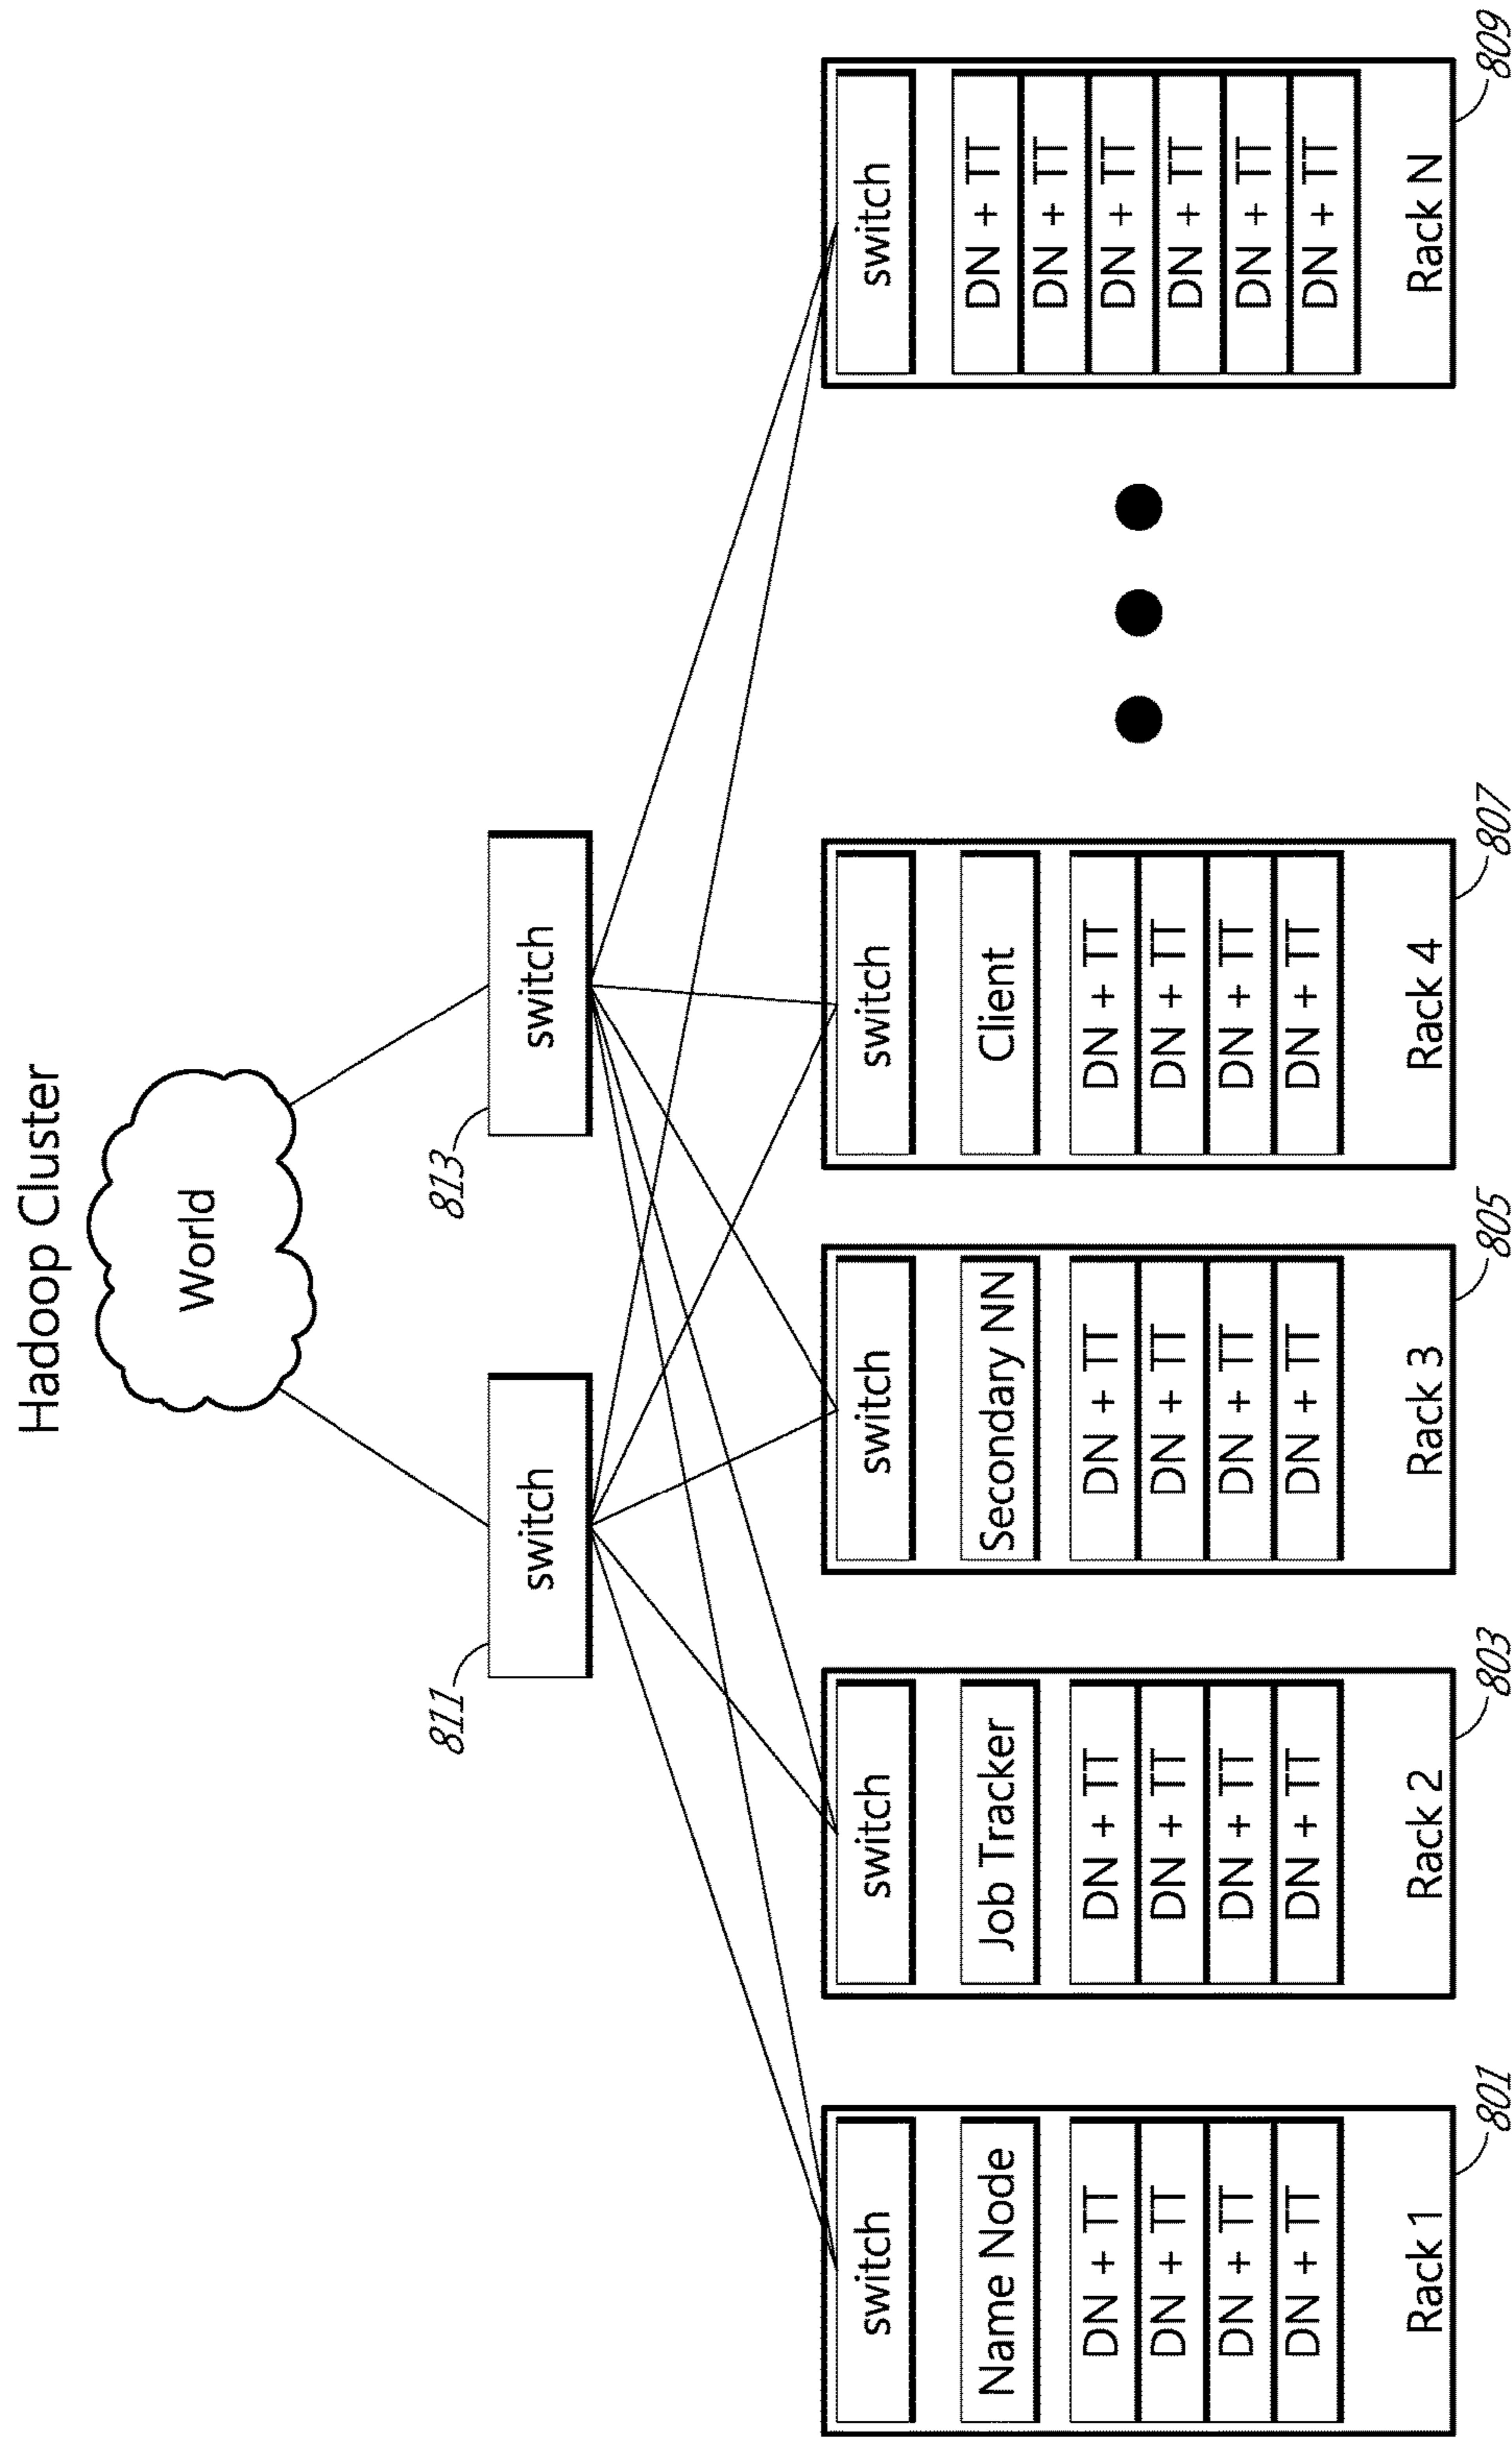 Hadoop Cluster
World
811
switch
813
switch
switch
Name Node
DN + TT
DN + TT
DN + TT
DN + TT
Rack 1
801
switch
Job Tracker
DN + TT
DN + TT
DN + TT
DN + TT
Rack 2
803
switch
Secondary NN
DN + TT
DN + TT
DN + TT
DN + TT
Rack 3
805
switch
Client
DN + TT
DN + TT
DN + TT
DN + TT
Rack 4
807
switch
DN + TT
DN + TT
DN + TT
DN + TT
DN + TT
DN + TT
Rack N
809